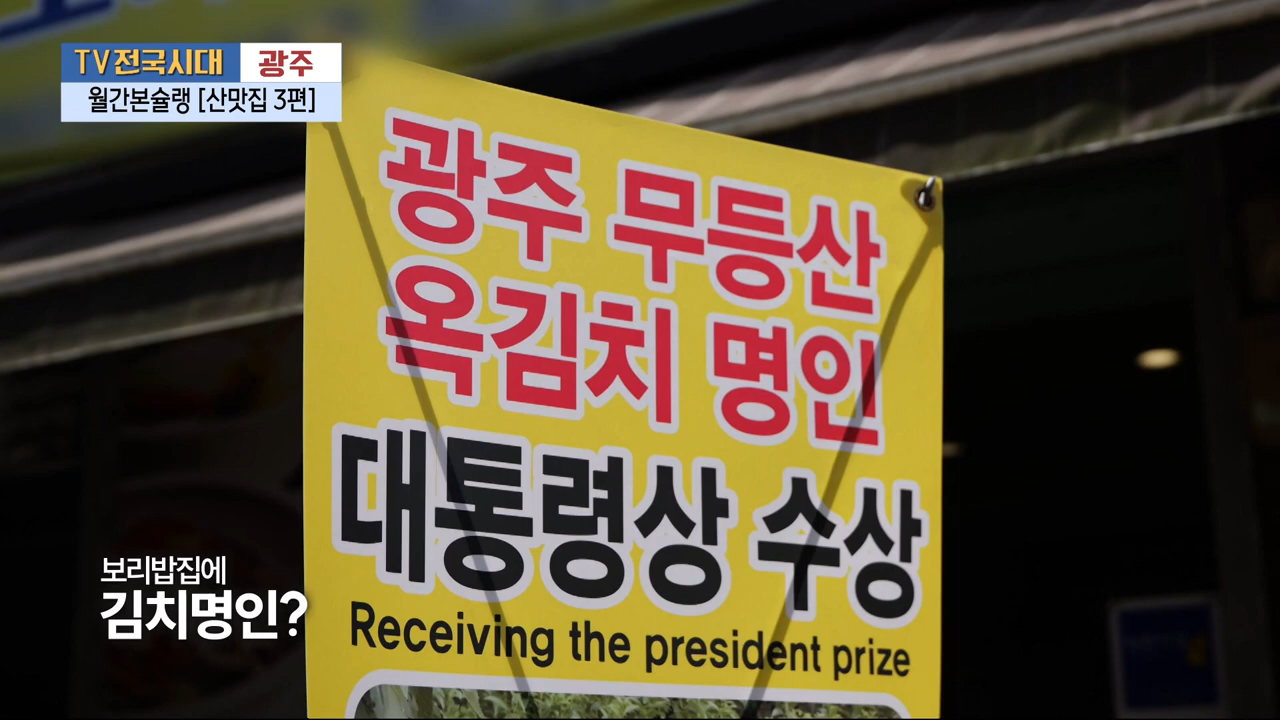 TV전국시대 광주
월간본슐랭 [산맛집 3편]
광주 무등산
옥김치 명인
대통령상 수상
Receiving the president prize
보리밥집에
김치명인?